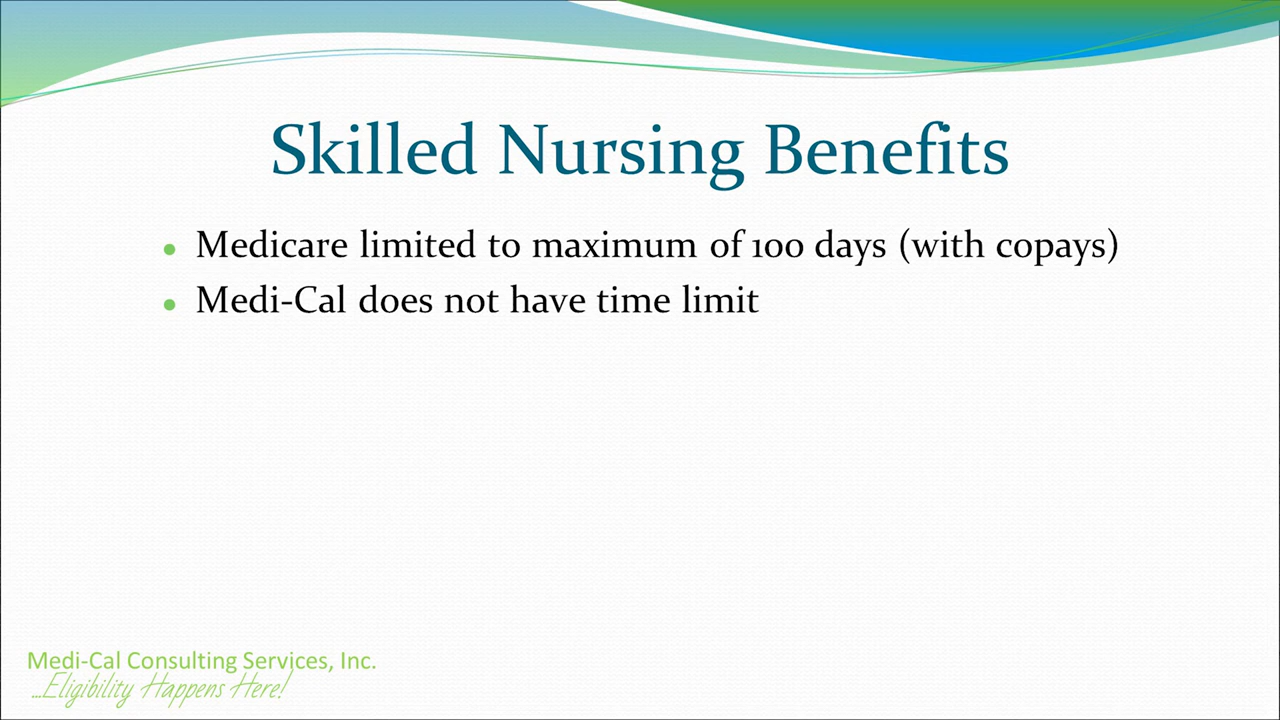 Skilled Nursing Benefits
• Medicare limited to maximum of 100 days (with copays)
• Medi-Cal does not have time limit
Medi-Cal Consulting Services, Inc.
...Eligibility Happens Here!